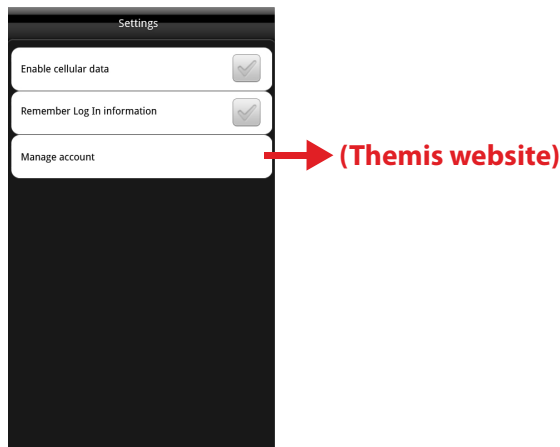 Settings
Enable cellular data
Remember Log In information
Manage account
(Themis website)